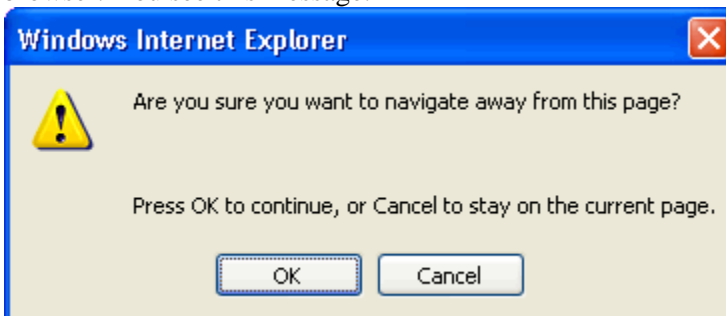 Windows Internet Explorer
Are you sure you want to navigate away from this page?
Press OK to continue, or Cancel to stay on the current page.
OK
Cancel